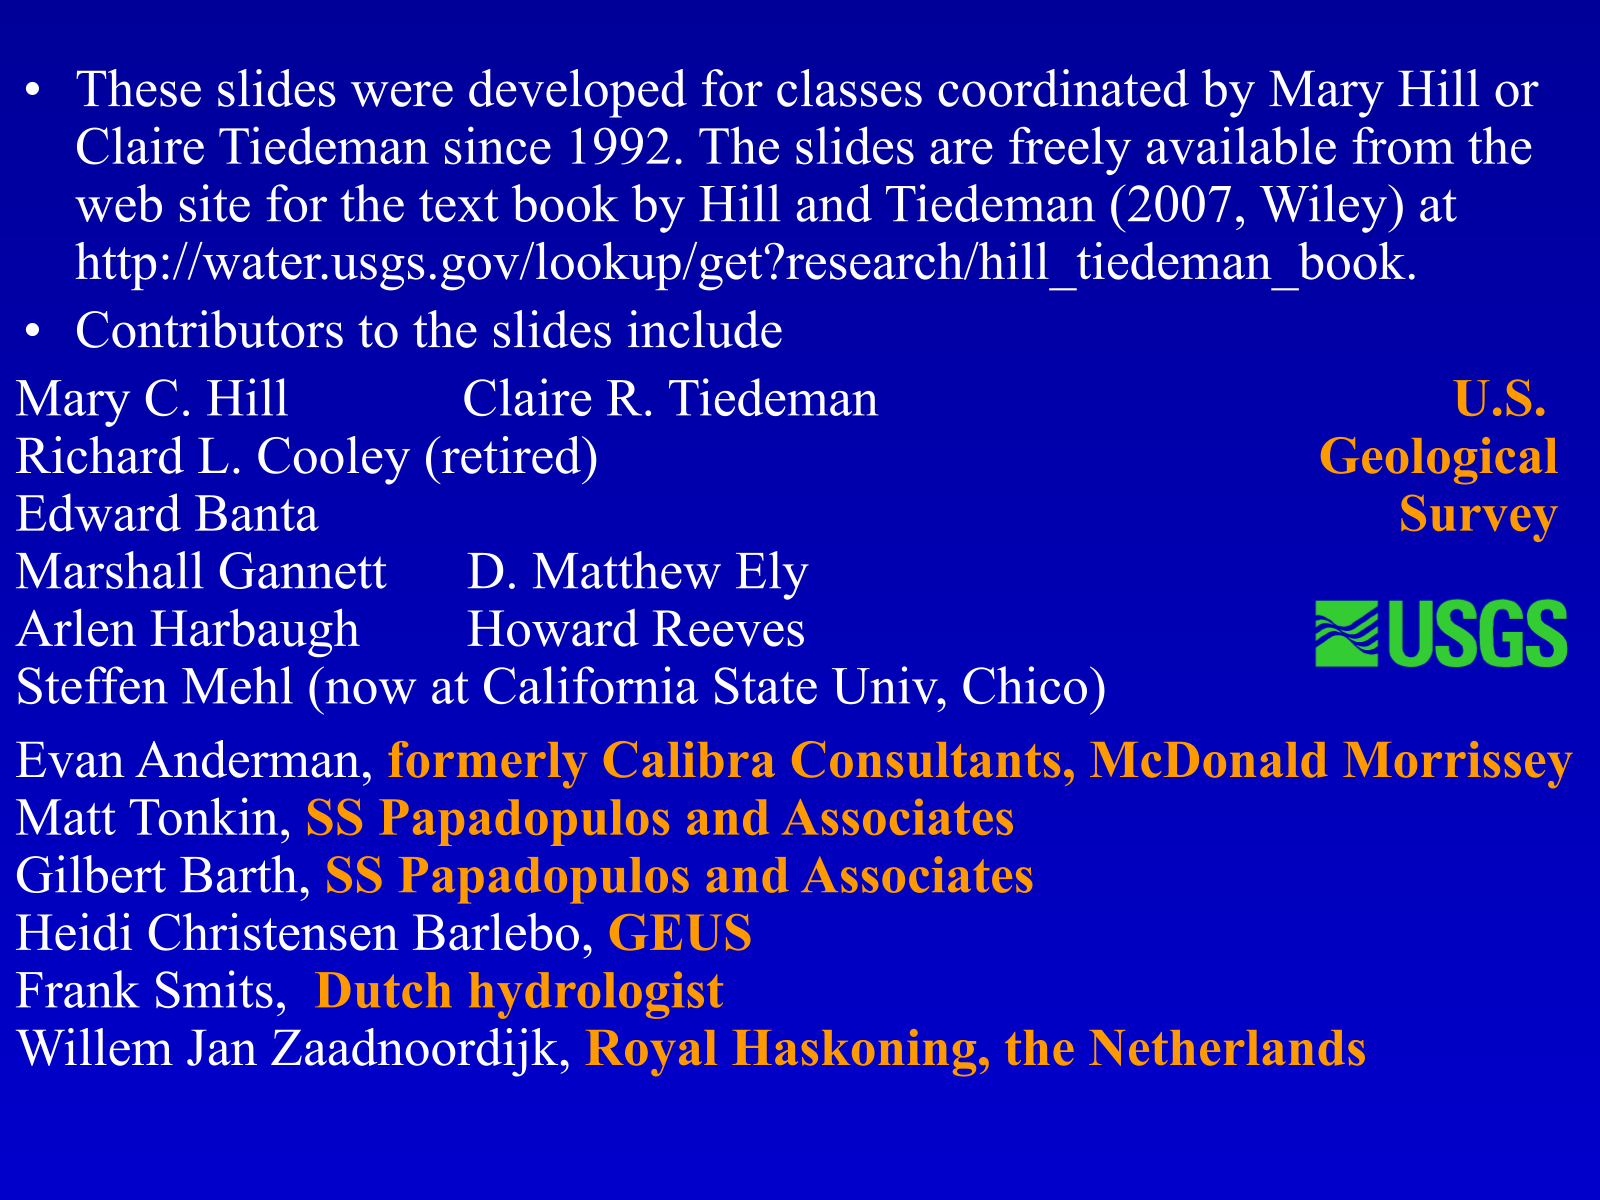 • These slides were developed for classes coordinated by Mary Hill or
Claire Tiedeman since 1992. The slides are freely available from the
web site for the text book by Hill and Tiedeman (2007, Wiley) at
http://water.usgs.gov/lookup/get?research/hill_tiedeman_book.
• Contributors to the slides include
Mary C. Hill Claire R. Tiedeman
Richard L. Cooley (retired)
Edward Banta
Marshall Gannett D. Matthew Ely
Arlen Harbaugh Howard Reeves
Steffen Mehl (now at California State Univ, Chico)
U.S.
Geological
Survey
USGS
Evan Anderman, formerly Calibra Consultants, McDonald Morrissey
Matt Tonkin, SS Papadopulos and Associates
Gilbert Barth, SS Papadopulos and Associates
Heidi Christensen Barlebo, GEUS
Frank Smits, Dutch hydrologist
Willem Jan Zaadnoordijk, Royal Haskoning, the Netherlands